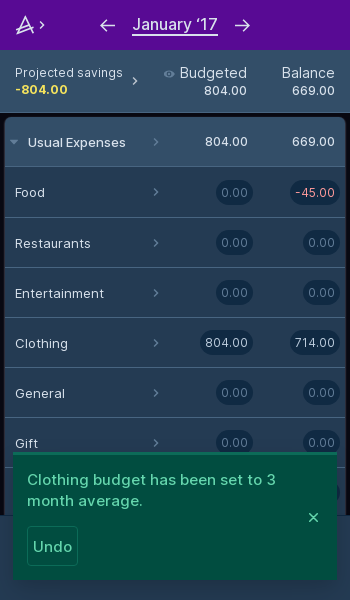 January ‘17
Projected savings
-804.00
Budgeted
804.00
Balance
669.00
Usual Expenses 804.00 669.00
Food 0.00 -45.00
Restaurants 0.00 0.00
Entertainment 0.00 0.00
Clothing 804.00 714.00
General 0.00 0.00
Gift 0.00 0.00
Clothing budget has been set to 3
month average.
Undo